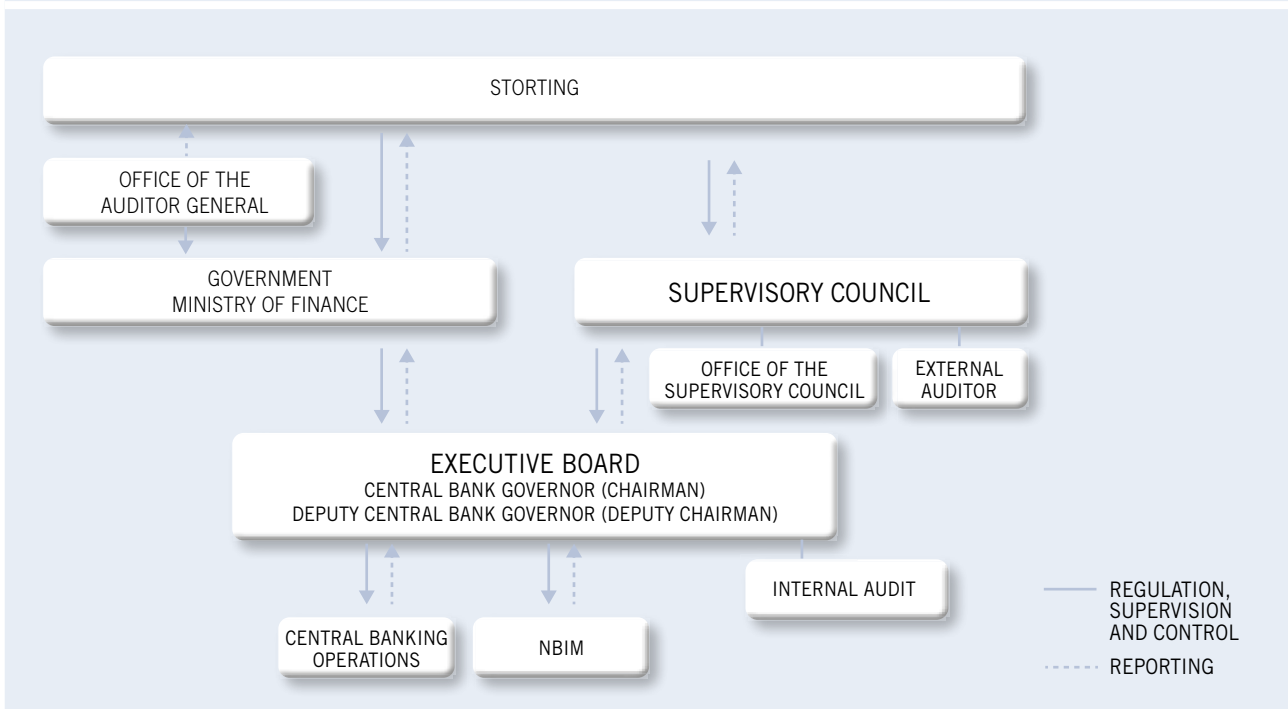 STORTING
OFFICE OF THE
AUDITOR GENERAL
GOVERNMENT
MINISTRY OF FINANCE
SUPERVISORY COUNCIL
OFFICE OF THE
SUPERVISORY COUNCIL
EXTERNAL
AUDITOR
EXECUTIVE BOARD
CENTRAL BANK GOVERNOR (CHAIRMAN)
DEPUTY CENTRAL BANK GOVERNOR (DEPUTY CHAIRMAN)
INTERNAL AUDIT
CENTRAL BANKING
OPERATIONS
NBIM
REGULATION,
SUPERVISION
AND CONTROL
REPORTING